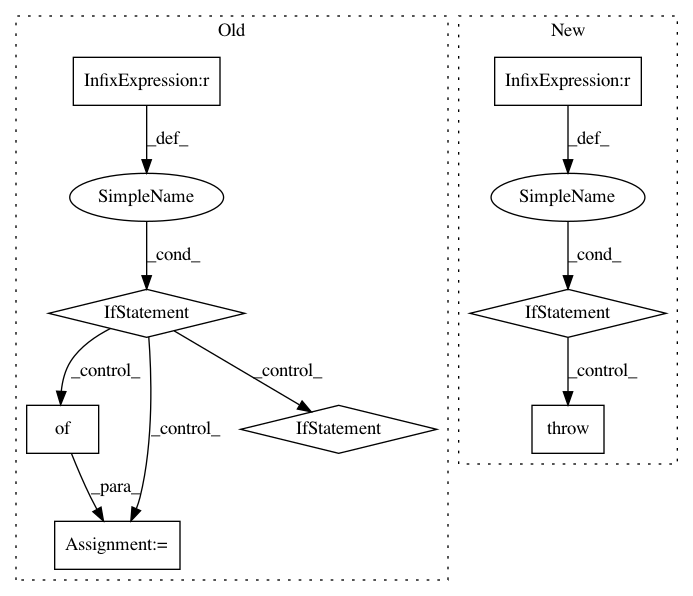 Old
New
InfixExpression:r
InfixExpression:r
_def_
_def_
SimpleName
SimpleName
_cond_
_cond_
IfStatement
IfStatement
_control_
_control_
_control_
_control_
of
IfStatement
throw
_para_
Assignment:=